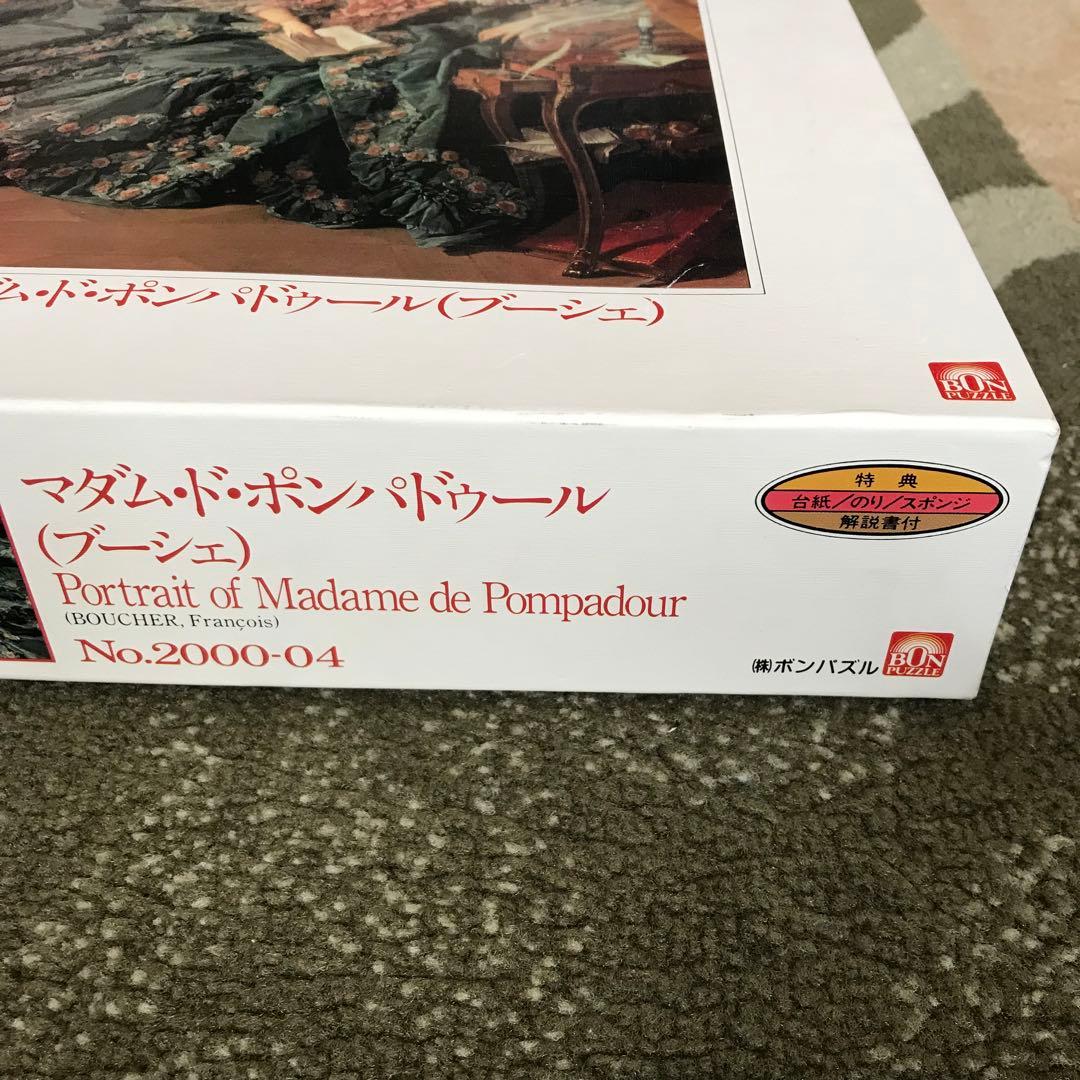 ム・ド・ポンパドゥール(ブーシェ)
BON
PUZZLE
マダム・ド・ポンパドゥール
(ブーシェ)
Portrait of Madame de Pompadour
(BOUCHER, François)
No.2000-04
特典
台紙/のり/スポンジ
解説書付
(株)ボンパズル
BON
PUZZLE